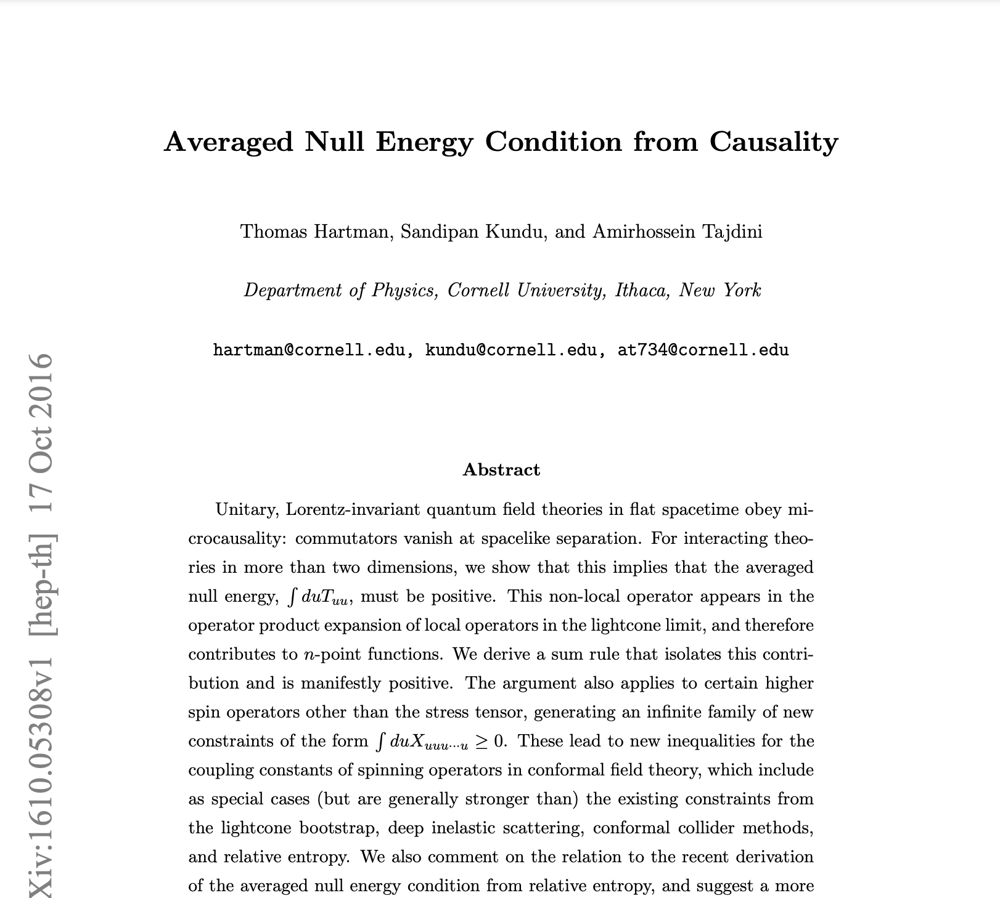 Averaged Null Energy Condition from Causality
Thomas Hartman, Sandipan Kundu, and Amirhossein Tajdini
Department of Physics, Cornell University, Ithaca, New York
hartman@cornell.edu, kundu@cornell.edu, at734@cornell.edu
Abstract
Unitary, Lorentz-invariant quantum field theories in flat spacetime obey mi-
crocausality: commutators vanish at spacelike separation. For interacting theo-
ries in more than two dimensions, we show that this implies that the averaged
null energy, ∫ duT_{uu}, must be positive. This non-local operator appears in the
operator product expansion of local operators in the lightcone limit, and therefore
contributes to n-point functions. We derive a sum rule that isolates this contri-
bution and is manifestly positive. The argument also applies to certain higher
spin operators other than the stress tensor, generating an infinite family of new
constraints of the form ∫ duX_{uuu···u} ≥ 0. These lead to new inequalities for the
coupling constants of spinning operators in conformal field theory, which include
as special cases (but are generally stronger than) the existing constraints from
the lightcone bootstrap, deep inelastic scattering, conformal collider methods,
and relative entropy. We also comment on the relation to the recent derivation
of the averaged null energy condition from relative entropy, and suggest a more
Xiv:1610.05308v1 [hep-th] 17 Oct 2016